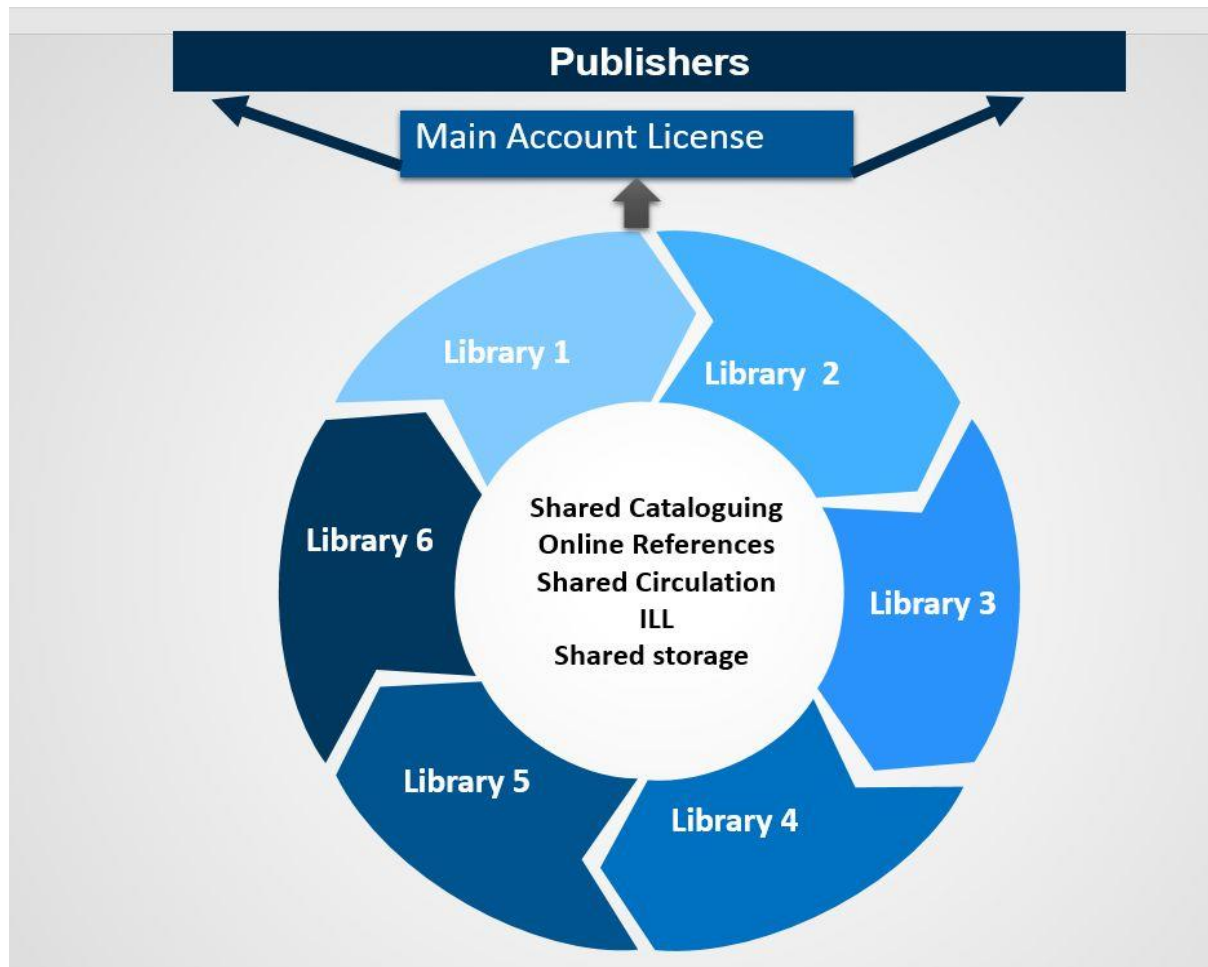 Publishers
Main Account License
Library 1
Library 2
Library 3
Library 4
Library 5
Library 6
Shared Cataloguing
Online References
Shared Circulation
ILL
Shared storage